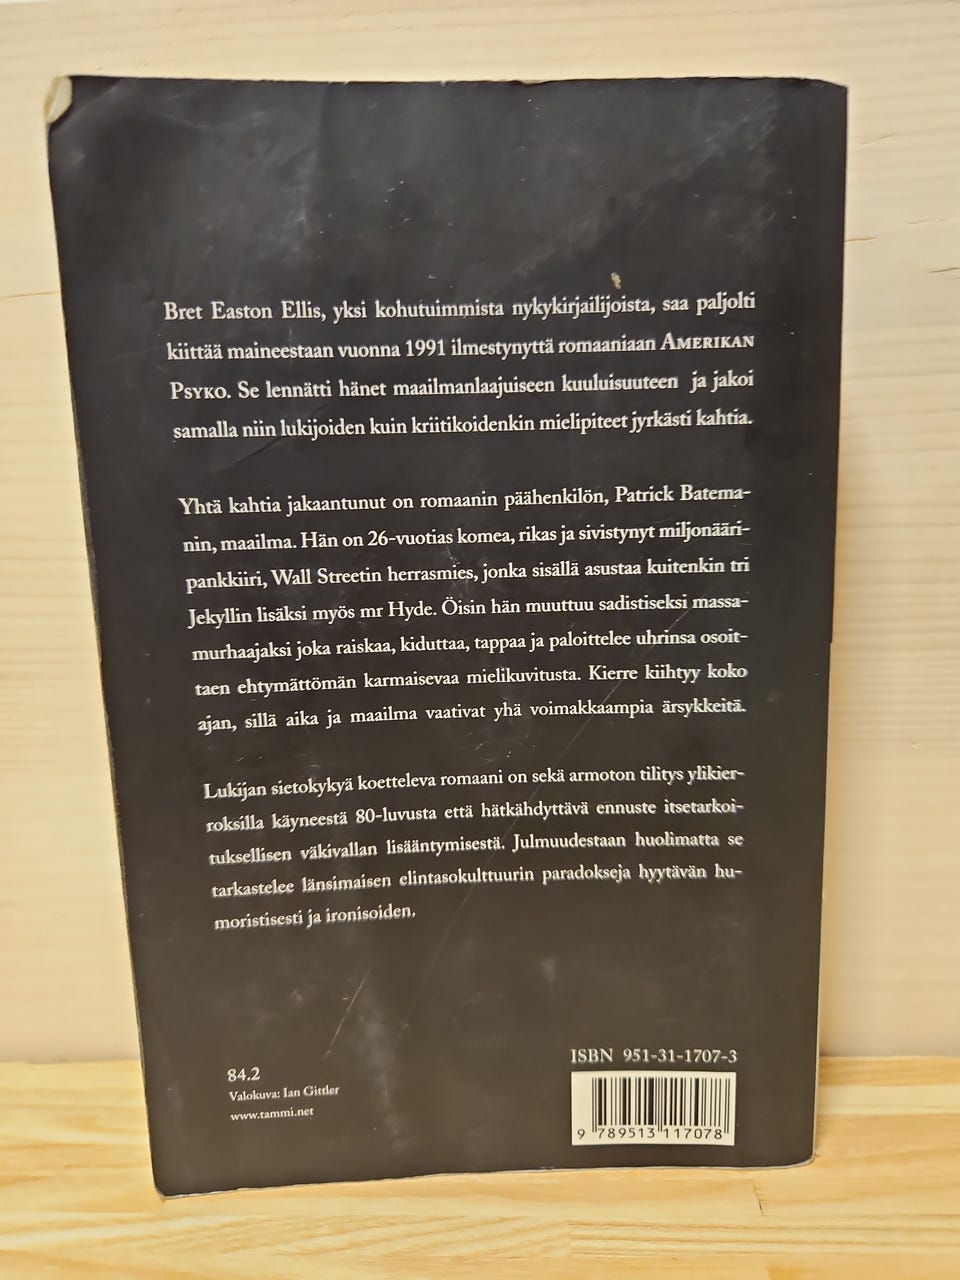 Bret Easton Ellis, yksi kohutuimmista nykykirjailijoista, saa paljolti
kiittää maineestaan vuonna 1991 ilmestynyttä romaaniaan AMERIKAN
PSYKO. Se lennätti hänet maailmanlaajuiseen kuuluisuuteen ja jakoi
samalla niin lukijoiden kuin kriitikoidenkin mielipiteet jyrkästi kahtia.
Yhtä kahtia jakaantunut on romaanin päähenkilön, Patrick Batema-
nin, maailma. Hän on 26-vuotias komea, rikas ja sivistynyt miljonääri-
pankkiiri, Wall Streetin herrasmies, jonka sisällä asustaa kuitenkin tri
Jekyllin lisäksi myös mr Hyde. Öisin hän muuttuu sadistiseksi massa-
murhaajaksi joka raiskaa, kiduttaa, tappaa ja paloittelee uhrinsa osoit-
taen ehtymättömän karmaisevaa mielikuvitusta. Kierre kiihtyy koko
ajan, sillä aika ja maailma vaativat yhä voimakkaampia ärsykkeitä.
Lukijan sietokykyä koetteleva romaani on sekä armoton tilitys ylikier-
roksilla käyneestä 80-luvusta että hätkähdyttävä ennuste itsetarkoi-
tuksellisen väkivallan lisääntymisestä. Julmuudestaan huolimatta se
tarkastelee länsimaisen elintasokulttuurin paradokseja hyytävän hu-
moristisesti ja ironisoiden.
84.2
Valokuva: Ian Gittler
www.tammi.net
ISBN 951-31-1707-3
9 789513 117078